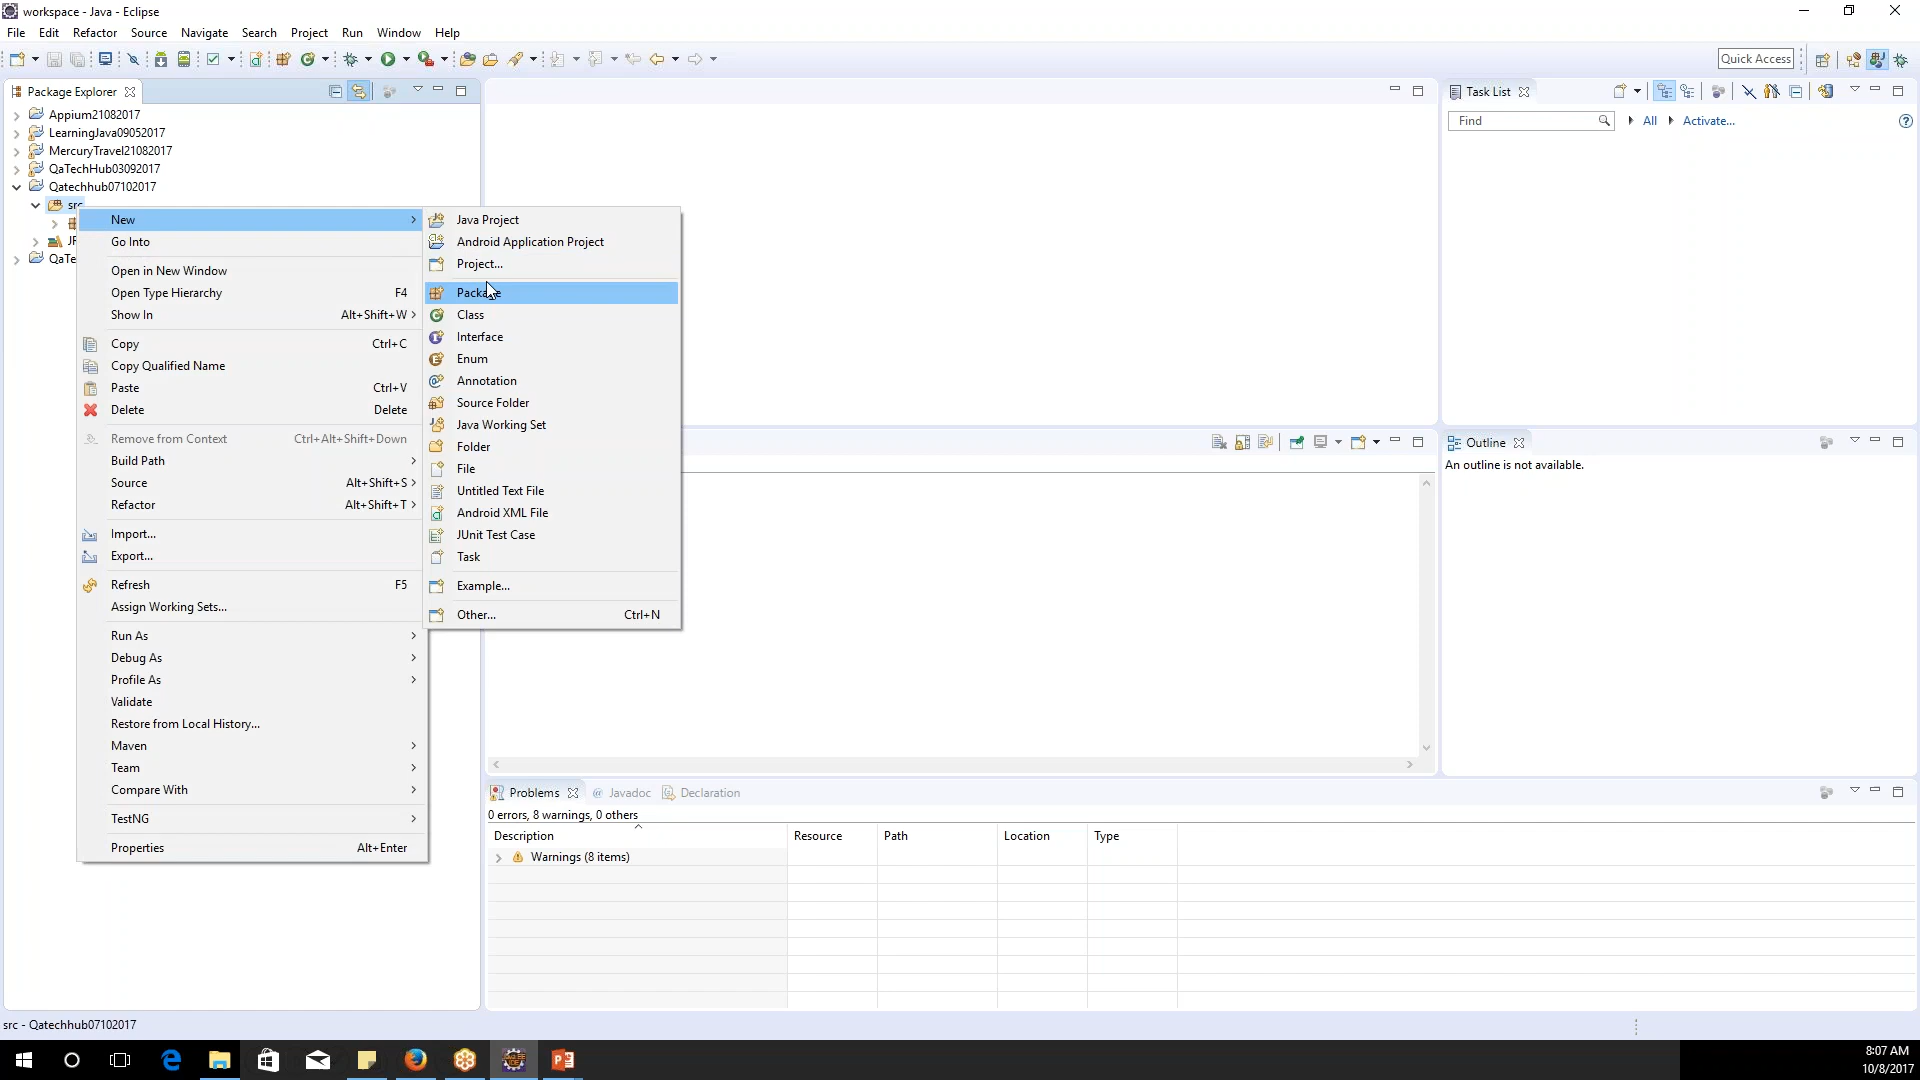 workspace - Java - Eclipse
File Edit Refactor Source Navigate Search Project Run Window Help
Quick Access
Package Explorer
Appium21082017
LearningJava09052017
MercuryTravel21082017
QaTechHub03092017
Qatechhub07102017
src
QaTe
New
Go Into
Open in New Window
Open Type Hierarchy F4
Show In Alt+Shift+W
Copy Ctrl+C
Copy Qualified Name
Paste Ctrl+V
Delete Delete
Remove from Context Ctrl+Alt+Shift+Down
Build Path
Source Alt+Shift+S
Refactor Alt+Shift+T
Import...
Export...
Refresh F5
Assign Working Sets...
Run As
Debug As
Profile As
Validate
Restore from Local History...
Maven
Team
Compare With
TestNG
Properties Alt+Enter
Java Project
Android Application Project
Project...
Package
Class
Interface
Enum
Annotation
Source Folder
Java Working Set
Folder
File
Untitled Text File
Android XML File
JUnit Test Case
Task
Example...
Other... Ctrl+N
Task List
Find All Activate...
Outline
An outline is not available.
Problems Javadoc Declaration
0 errors, 8 warnings, 0 others
Description Resource Path Location Type
Warnings (8 items)
src - Qatechhub07102017
8:07 AM
10/8/2017